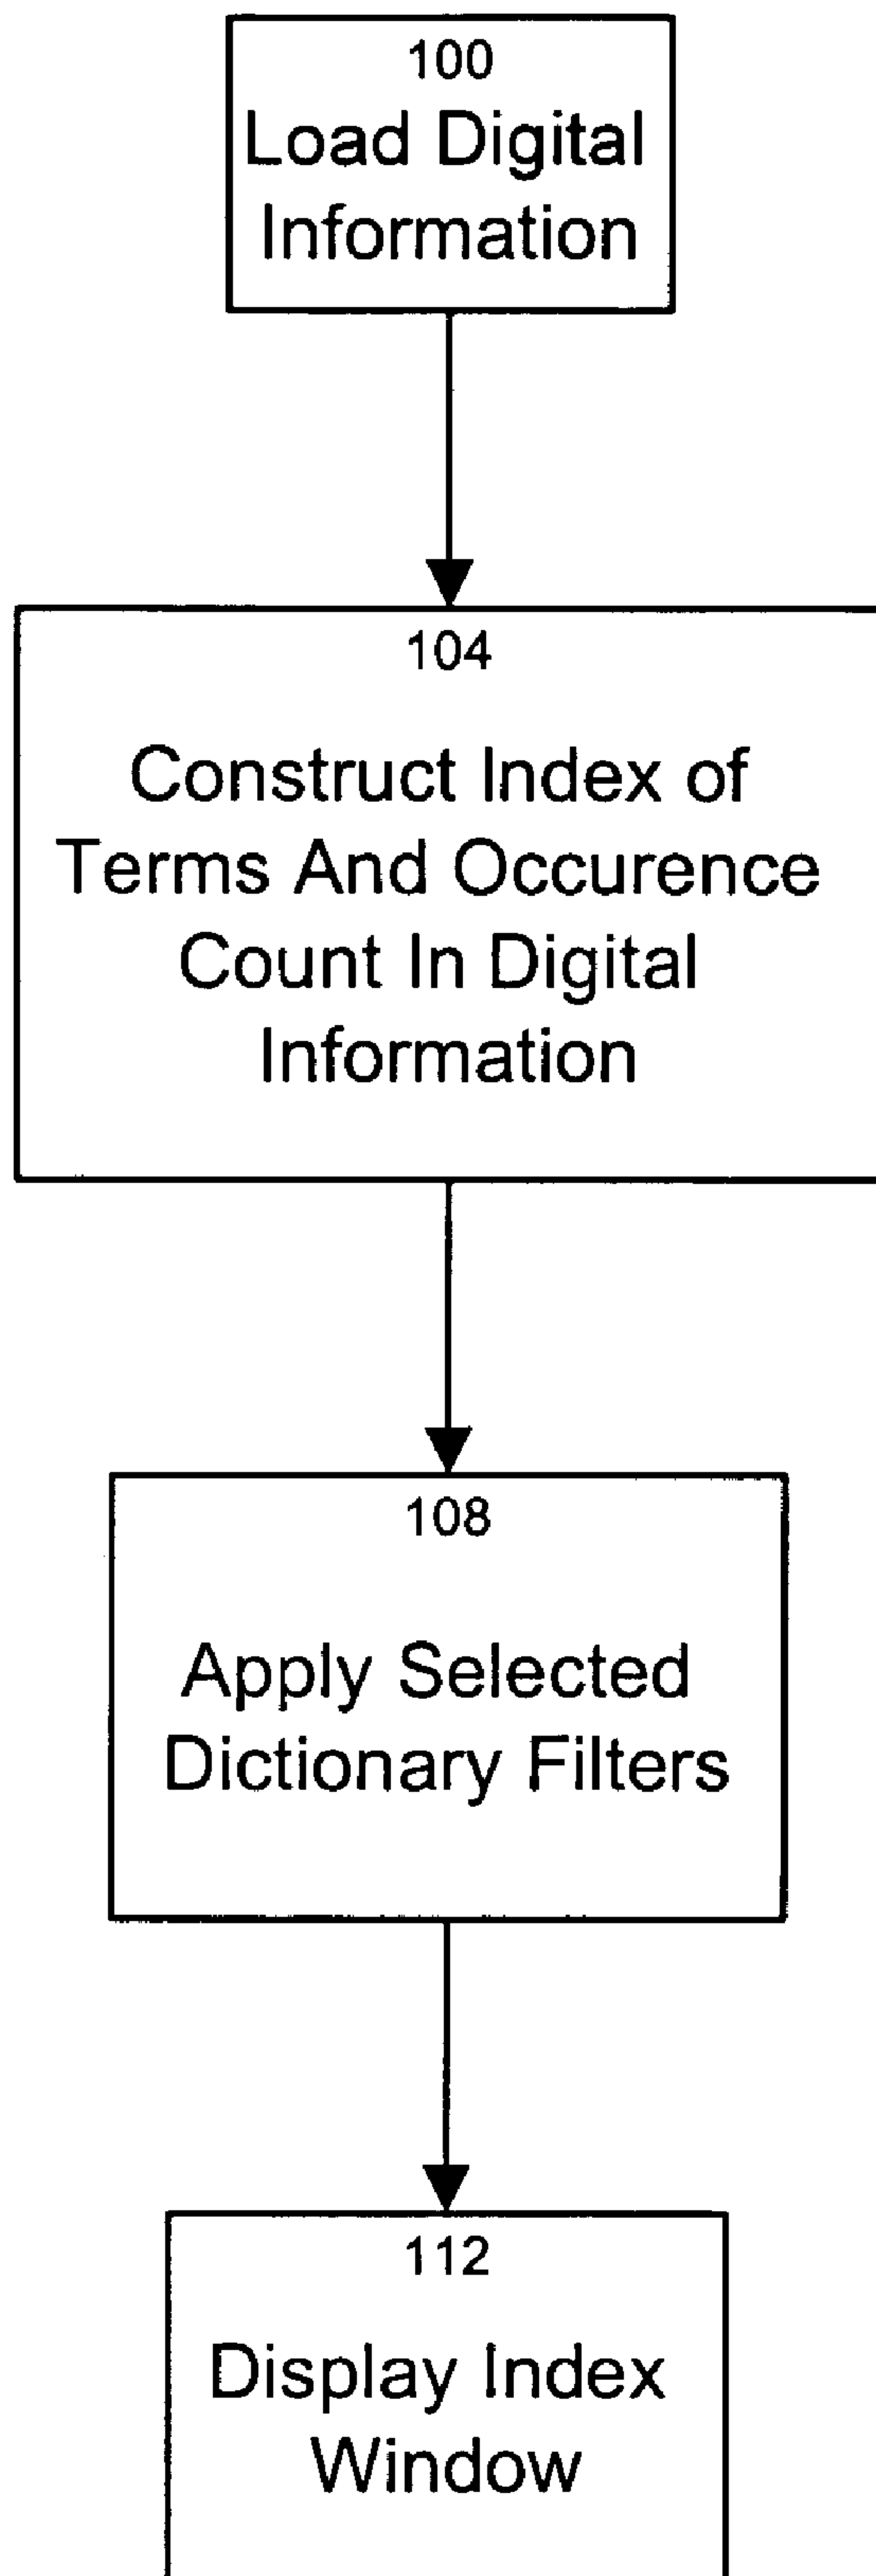 100
Load Digital
Information
104
Construct Index of
Terms And Occurence
Count In Digital
Information
108
Apply Selected
Dictionary Filters
112
Display Index
Window